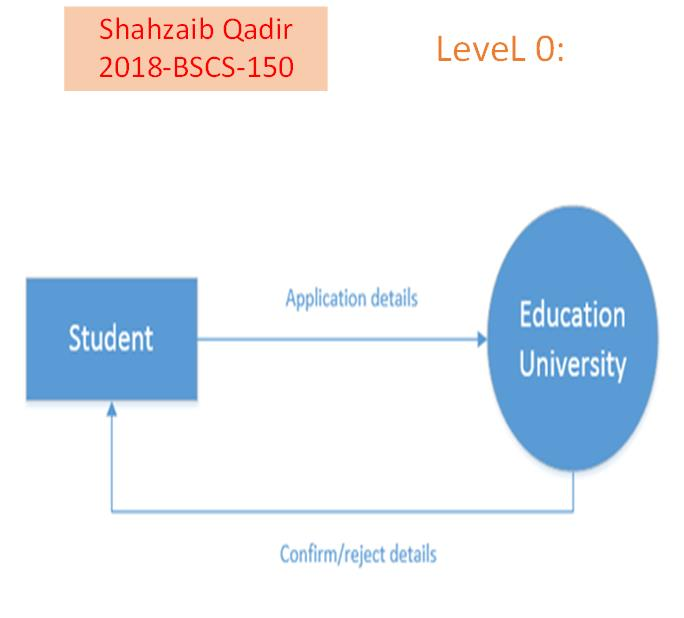 Shahzaib Qadir
2018-BSCS-150
LeveL 0:
Application details
Student
Education
University
Confirm/reject details